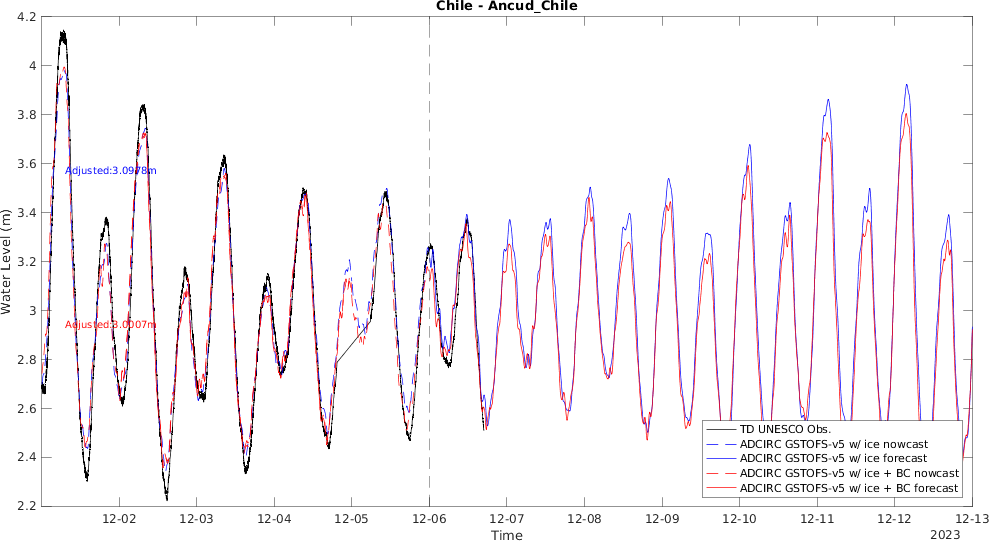 Chile - Ancud_Chile
4.2
4
3.8
3.6
3.4
3.2
3
2.8
2.6
2.4
2.2
Water Level (m)
Adjusted:3.0978m
Adjusted:3.0007m
TD UNESCO Obs.
ADCIRC GSTOFS-v5 w/ ice nowcast
ADCIRC GSTOFS-v5 w/ ice forecast
ADCIRC GSTOFS-v5 w/ ice + BC nowcast
ADCIRC GSTOFS-v5 w/ ice + BC forecast
12-02 12-03 12-04 12-05 12-06 12-07 12-08 12-09 12-10 12-11 12-12 12-13
Time
2023